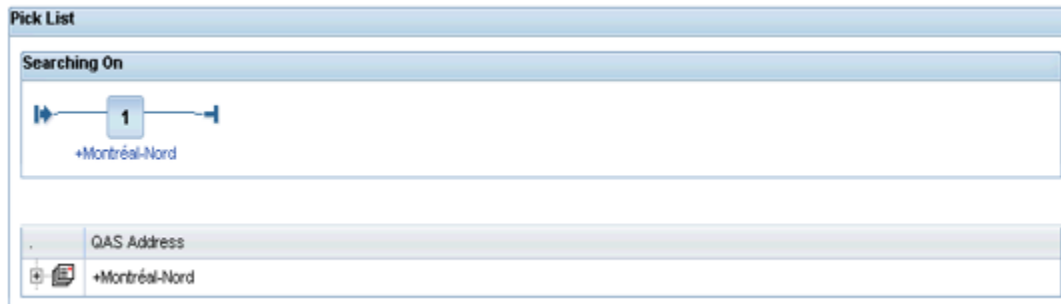 Pick List
Searching On
1
+Montréal-Nord
. QAS Address
+Montréal-Nord